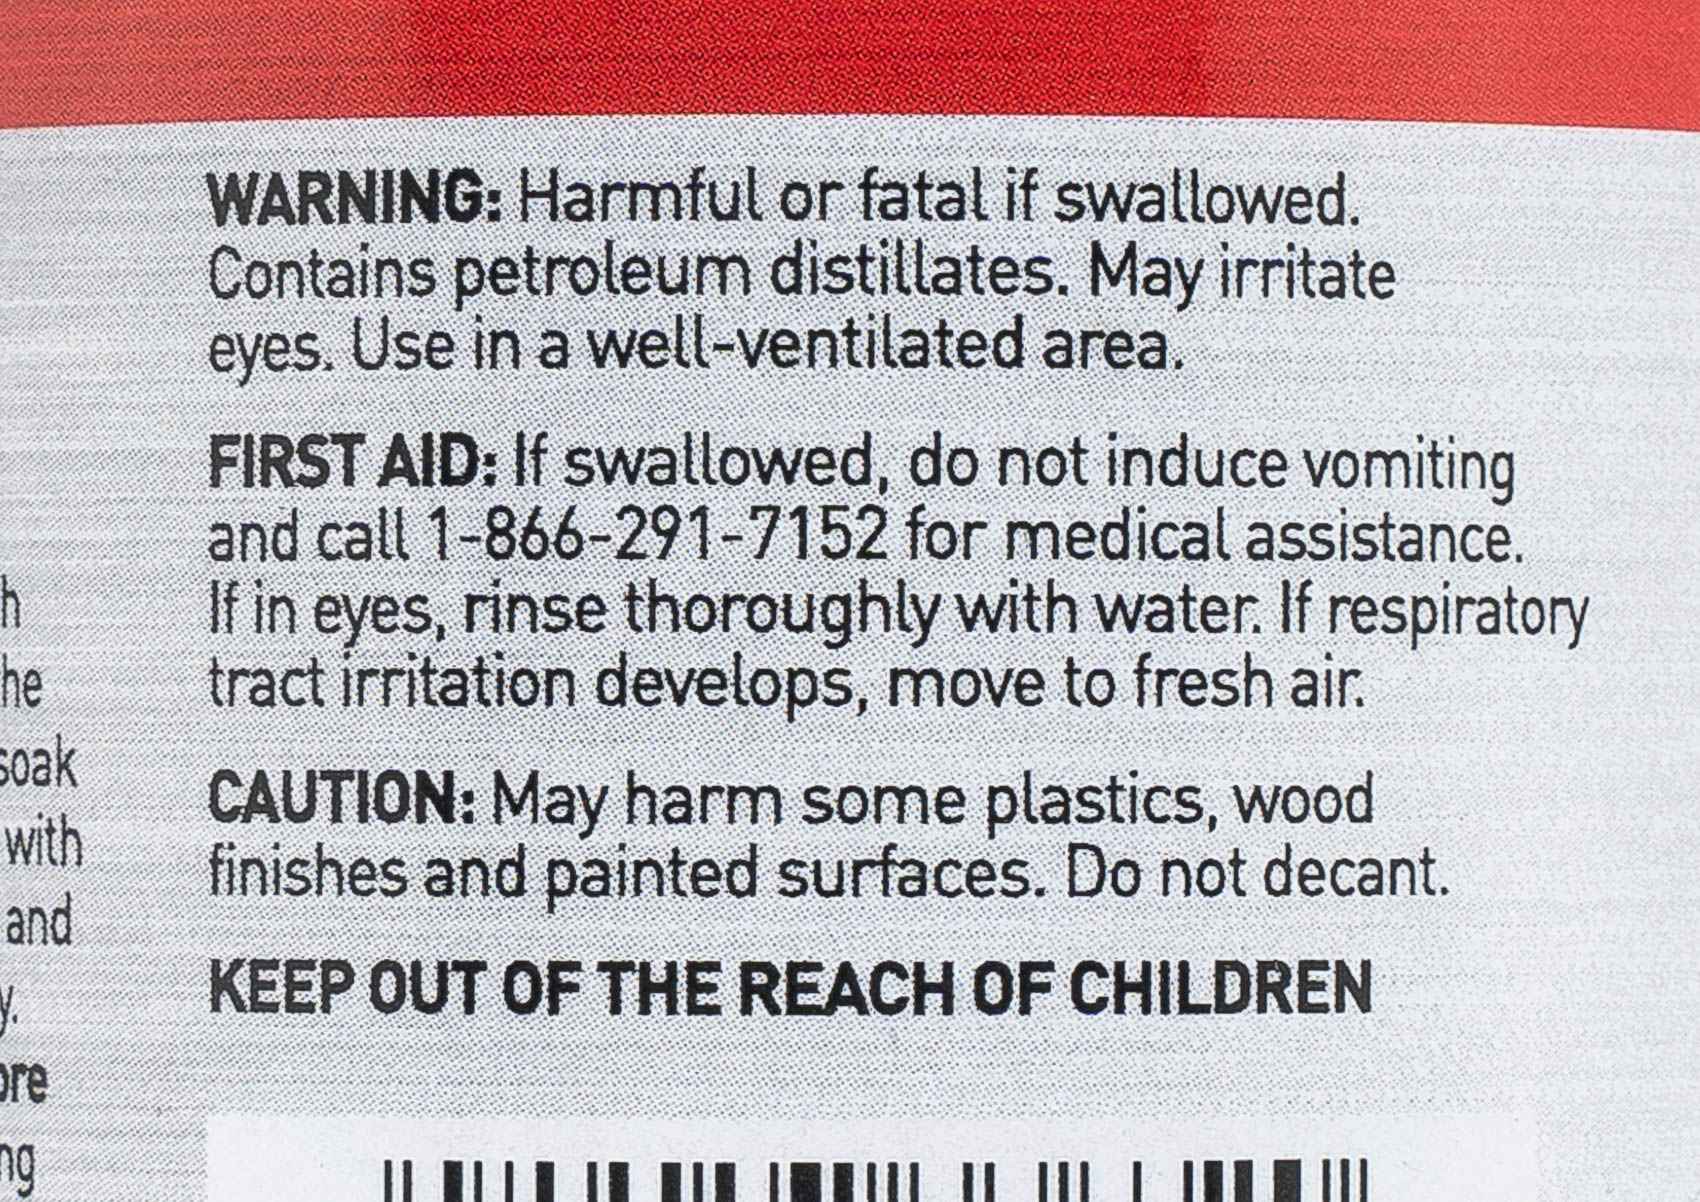 WARNING: Harmful or fatal if swallowed.
Contains petroleum distillates. May irritate
eyes. Use in a well-ventilated area.
FIRST AID: If swallowed, do not induce vomiting
and call 1-866-291-7152 for medical assistance.
If in eyes, rinse thoroughly with water. If respiratory
tract irritation develops, move to fresh air.
CAUTION: May harm some plastics, wood
finishes and painted surfaces. Do not decant.
KEEP OUT OF THE REACH OF CHILDREN
soak
with
and